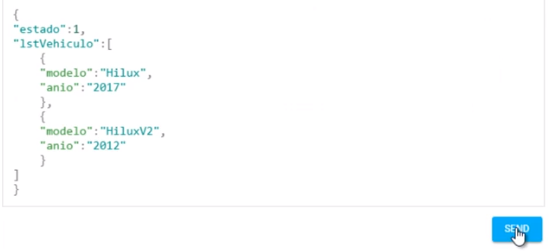 {
"estado":1,
"lstVehiculo":[
{
"modelo":"Hilux",
"anio":"2017"
},
{
"modelo":"HiluxV2",
"anio":"2012"
}
]
}
SEND